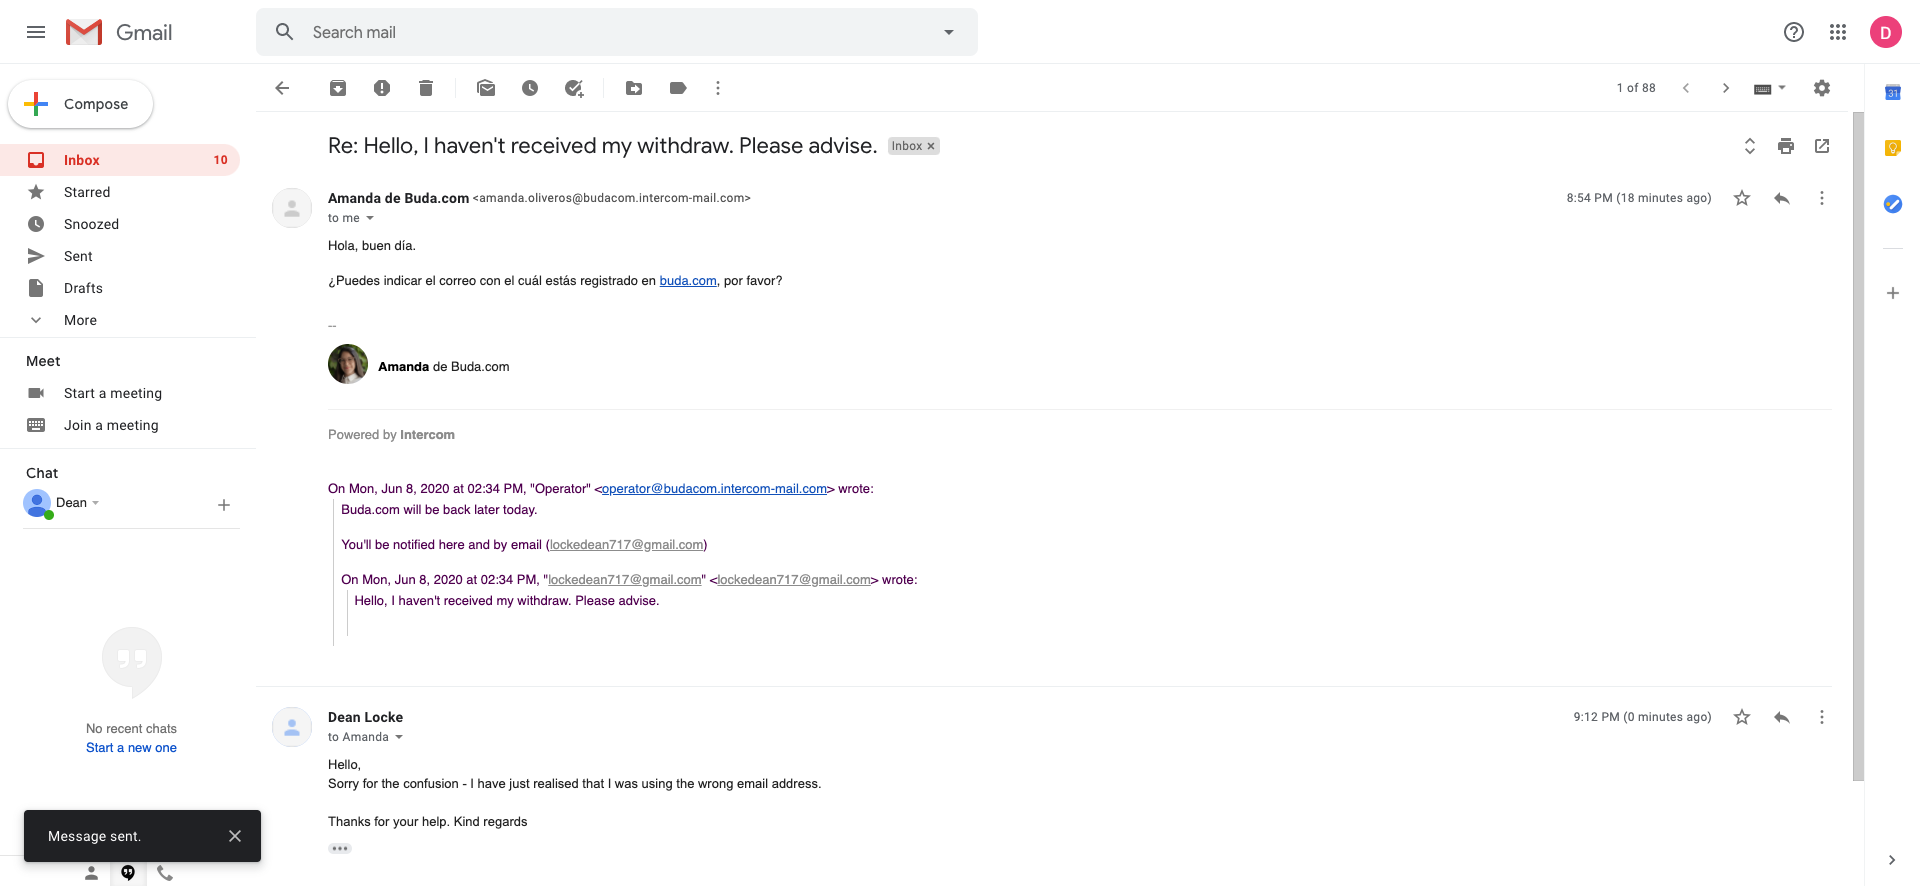 Gmail
Search mail
D
Compose
1 of 88
31
Inbox 10
Starred
Snoozed
Sent
Drafts
More
Meet
Start a meeting
Join a meeting
Chat
Dean
No recent chats
Start a new one
Message sent.
Re: Hello, I haven't received my withdraw. Please advise. Inbox x
Amanda de Buda.com <amanda.oliveros@budacom.intercom-mail.com> 8:54 PM (18 minutes ago)
to me
Hola, buen día.
¿Puedes indicar el correo con el cuál estás registrado en buda.com, por favor?
--
Amanda de Buda.com
Powered by Intercom
On Mon, Jun 8, 2020 at 02:34 PM, "Operator" <operator@budacom.intercom-mail.com> wrote:
Buda.com will be back later today.
You'll be notified here and by email (lockedean717@gmail.com)
On Mon, Jun 8, 2020 at 02:34 PM, "lockedean717@gmail.com" <lockedean717@gmail.com> wrote:
Hello, I haven't received my withdraw. Please advise.
Dean Locke 9:12 PM (0 minutes ago)
to Amanda
Hello,
Sorry for the confusion - I have just realised that I was using the wrong email address.
Thanks for your help. Kind regards